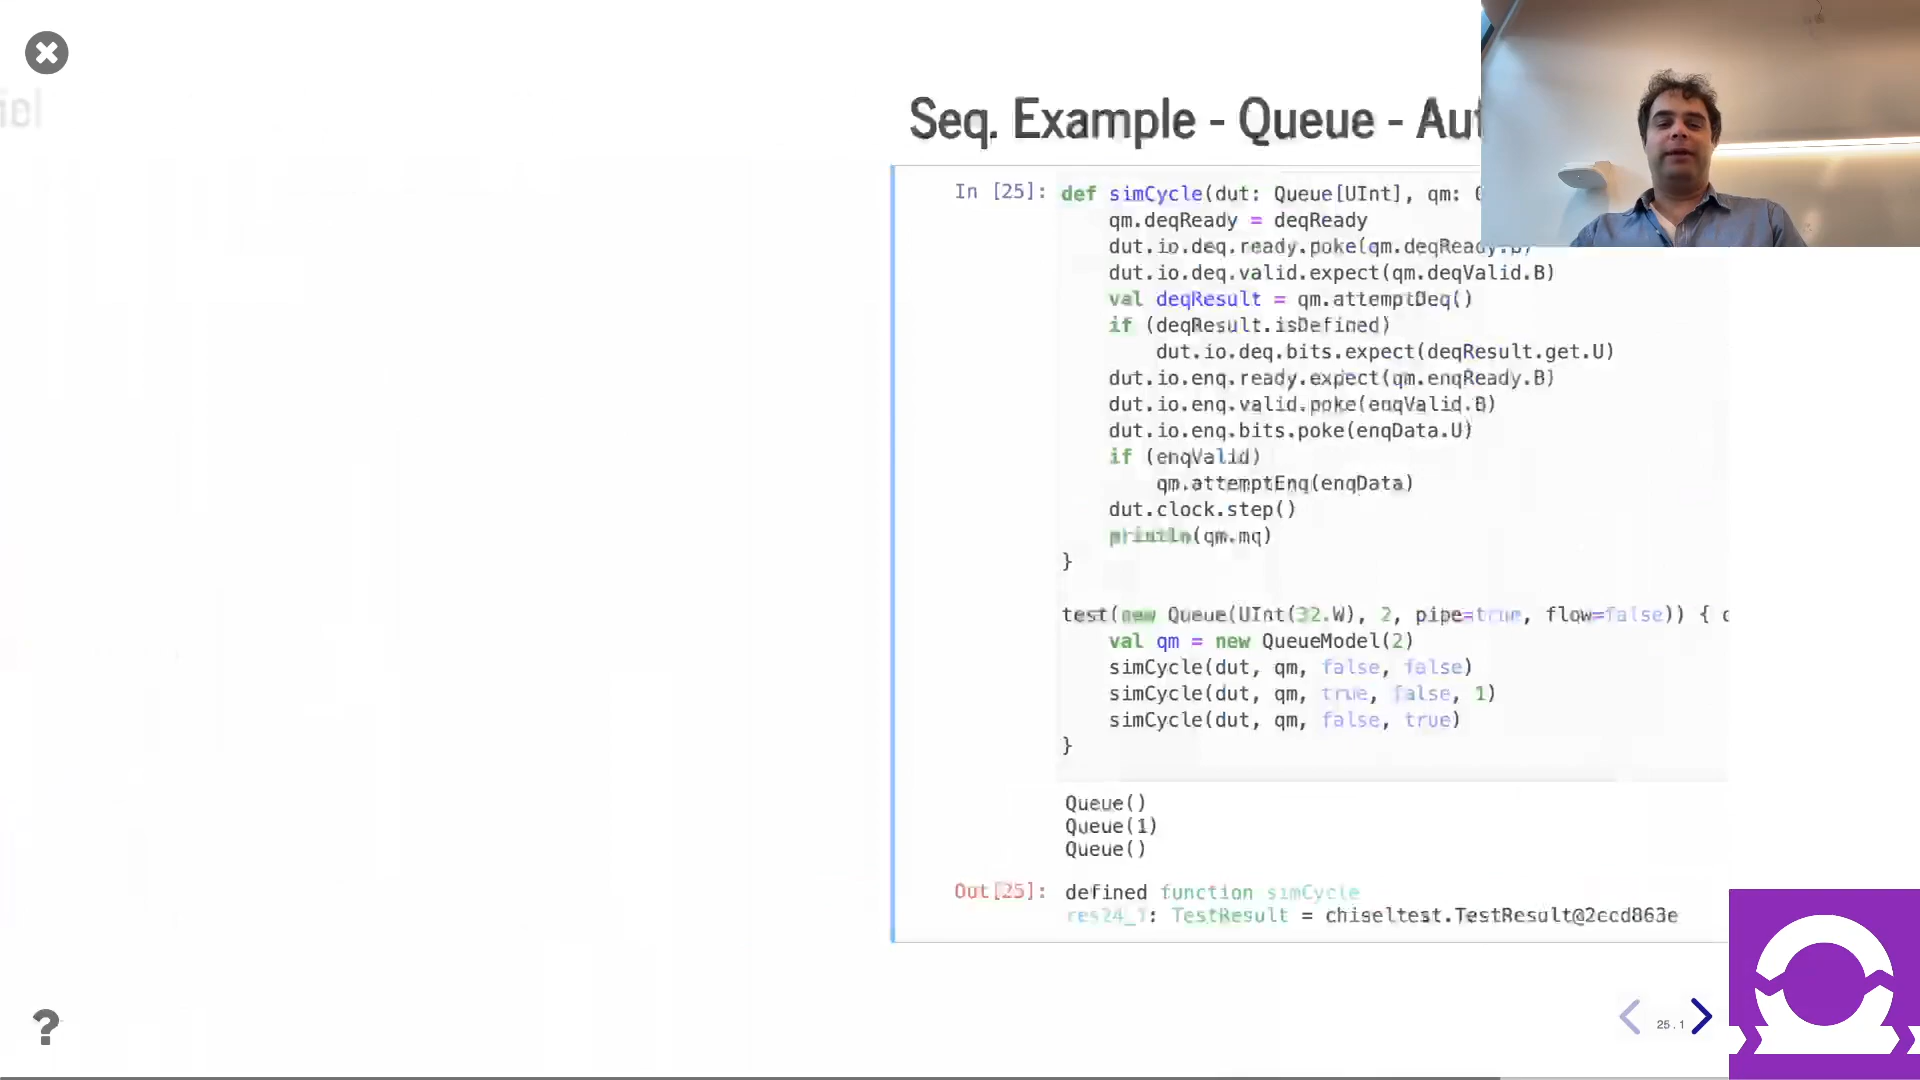 iel
Seq. Example - Queue - Aut
In [25]: def simCycle(dut: Queue[UInt], qm:
qm.deqReady = deqReady
dut.io.deq.ready.poke(qm.deqReady.B)
dut.io.deq.valid.expect(qm.deqValid.B)
val deqResult = qm.attemptDeq()
if (deqResult.isDefined)
dut.io.deq.bits.expect(deqResult.get.U)
dut.io.enq.ready.expect(qm.enqReady.B)
dut.io.enq.valid.poke(enqValid.B)
dut.io.enq.bits.poke(enqData.U)
if (enqValid)
qm.attemptEnq(enqData)
dut.clock.step()
println(qm.mq)
}
test(new Queue(UInt(32.W), 2, pipe=true, flow=false)) { d
val qm = new QueueModel(2)
simCycle(dut, qm, false, false)
simCycle(dut, qm, true, false, 1)
simCycle(dut, qm, false, true)
}
Queue()
Queue(1)
Queue()
Out[25]: defined function simCycle
res24_1: TestResult = chiseltest.TestResult@2ccd863e
25.1